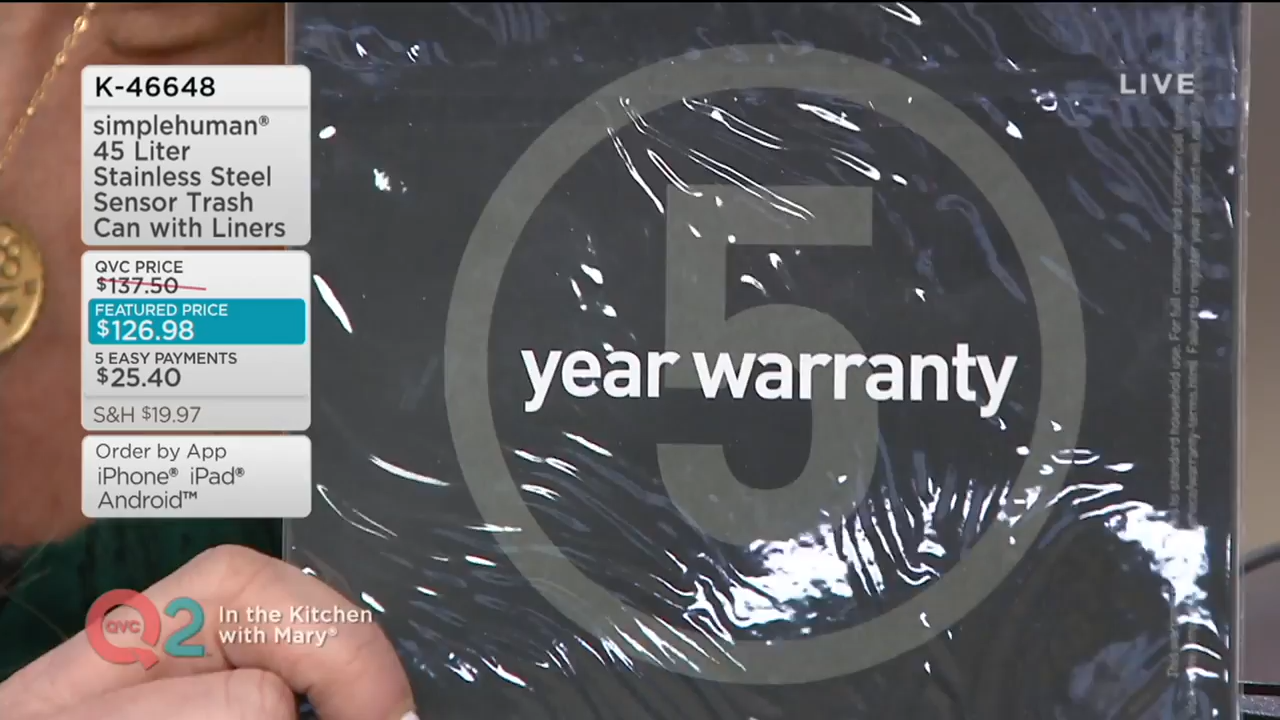 K-46648
simplehuman®
45 Liter
Stainless Steel
Sensor Trash
Can with Liners
QVC PRICE
$137.50
FEATURED PRICE
$126.98
5 EASY PAYMENTS
$25.40
S&H $19.97
Order by App
iPhone® iPad®
Android™
QVC
2
In the Kitchen
with Mary®
LIVE
5
year warranty